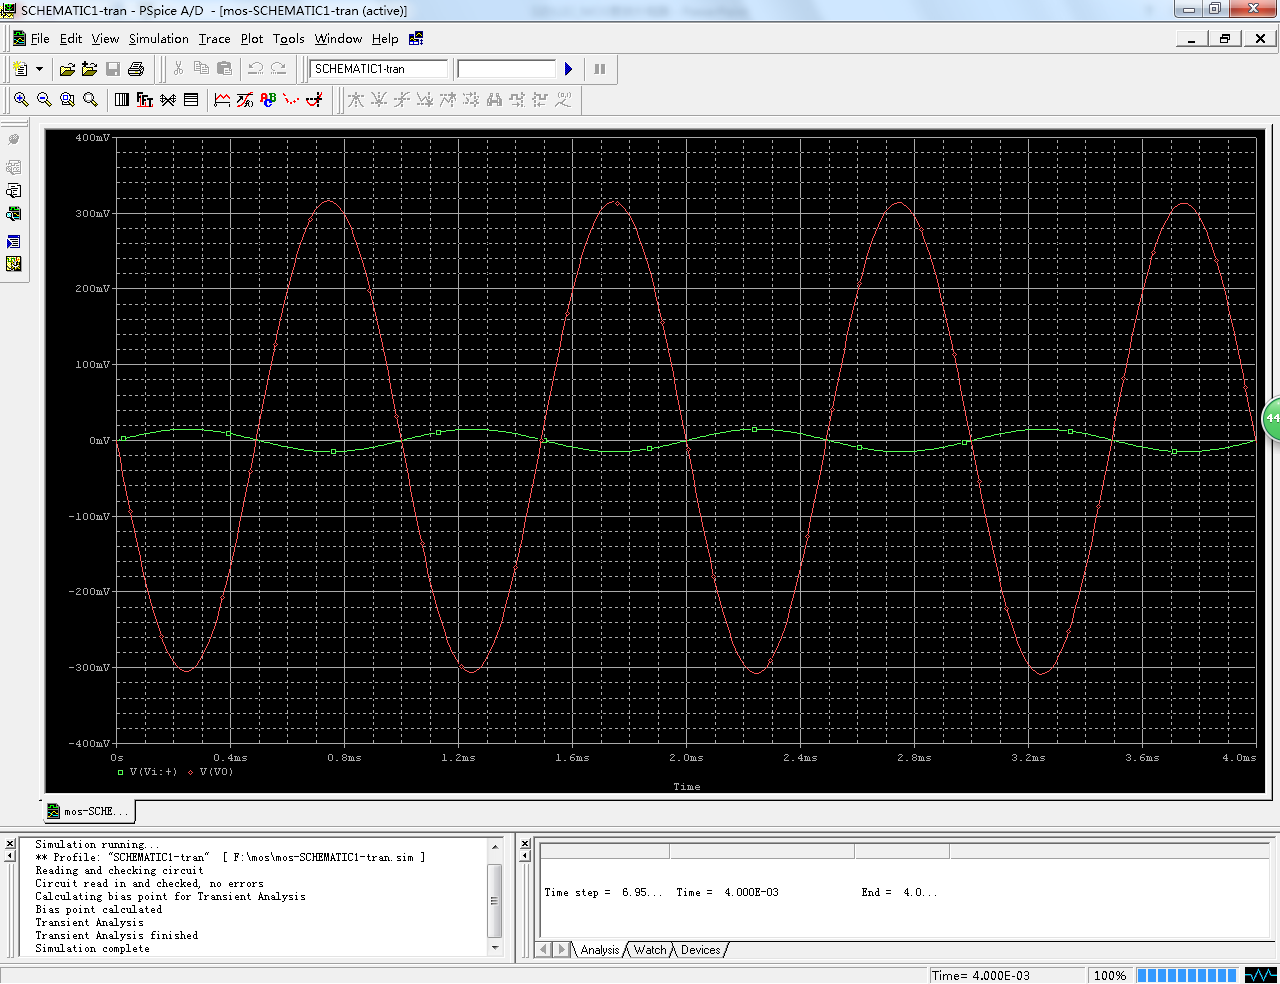 SCHEMATIC1-tran - PSpice A/D - [mos-SCHEMATIC1-tran (active)]
File Edit View Simulation Trace Plot Tools Window Help
SCHEMATIC1-tran
FFT
400mV
300mV
200mV
100mV
0mV
-100mV
-200mV
-300mV
-400mV
44
0s 0.4ms 0.8ms 1.2ms 1.6ms 2.0ms 2.4ms 2.8ms 3.2ms 3.6ms 4.0ms
V(Vi:+) V(VO)
Time
mos-SCHE...
Simulation running...
** Profile: "SCHEMATIC1-tran" [ F:\mos\mos-SCHEMATIC1-tran.sim ]
Reading and checking circuit
Circuit read in and checked, no errors
Calculating bias point for Transient Analysis
Bias point calculated
Transient Analysis
Transient Analysis finished
Simulation complete
Time step = 6.95... Time = 4.000E-03 End = 4.0...
Analysis Watch Devices
Time= 4.000E-03 100%